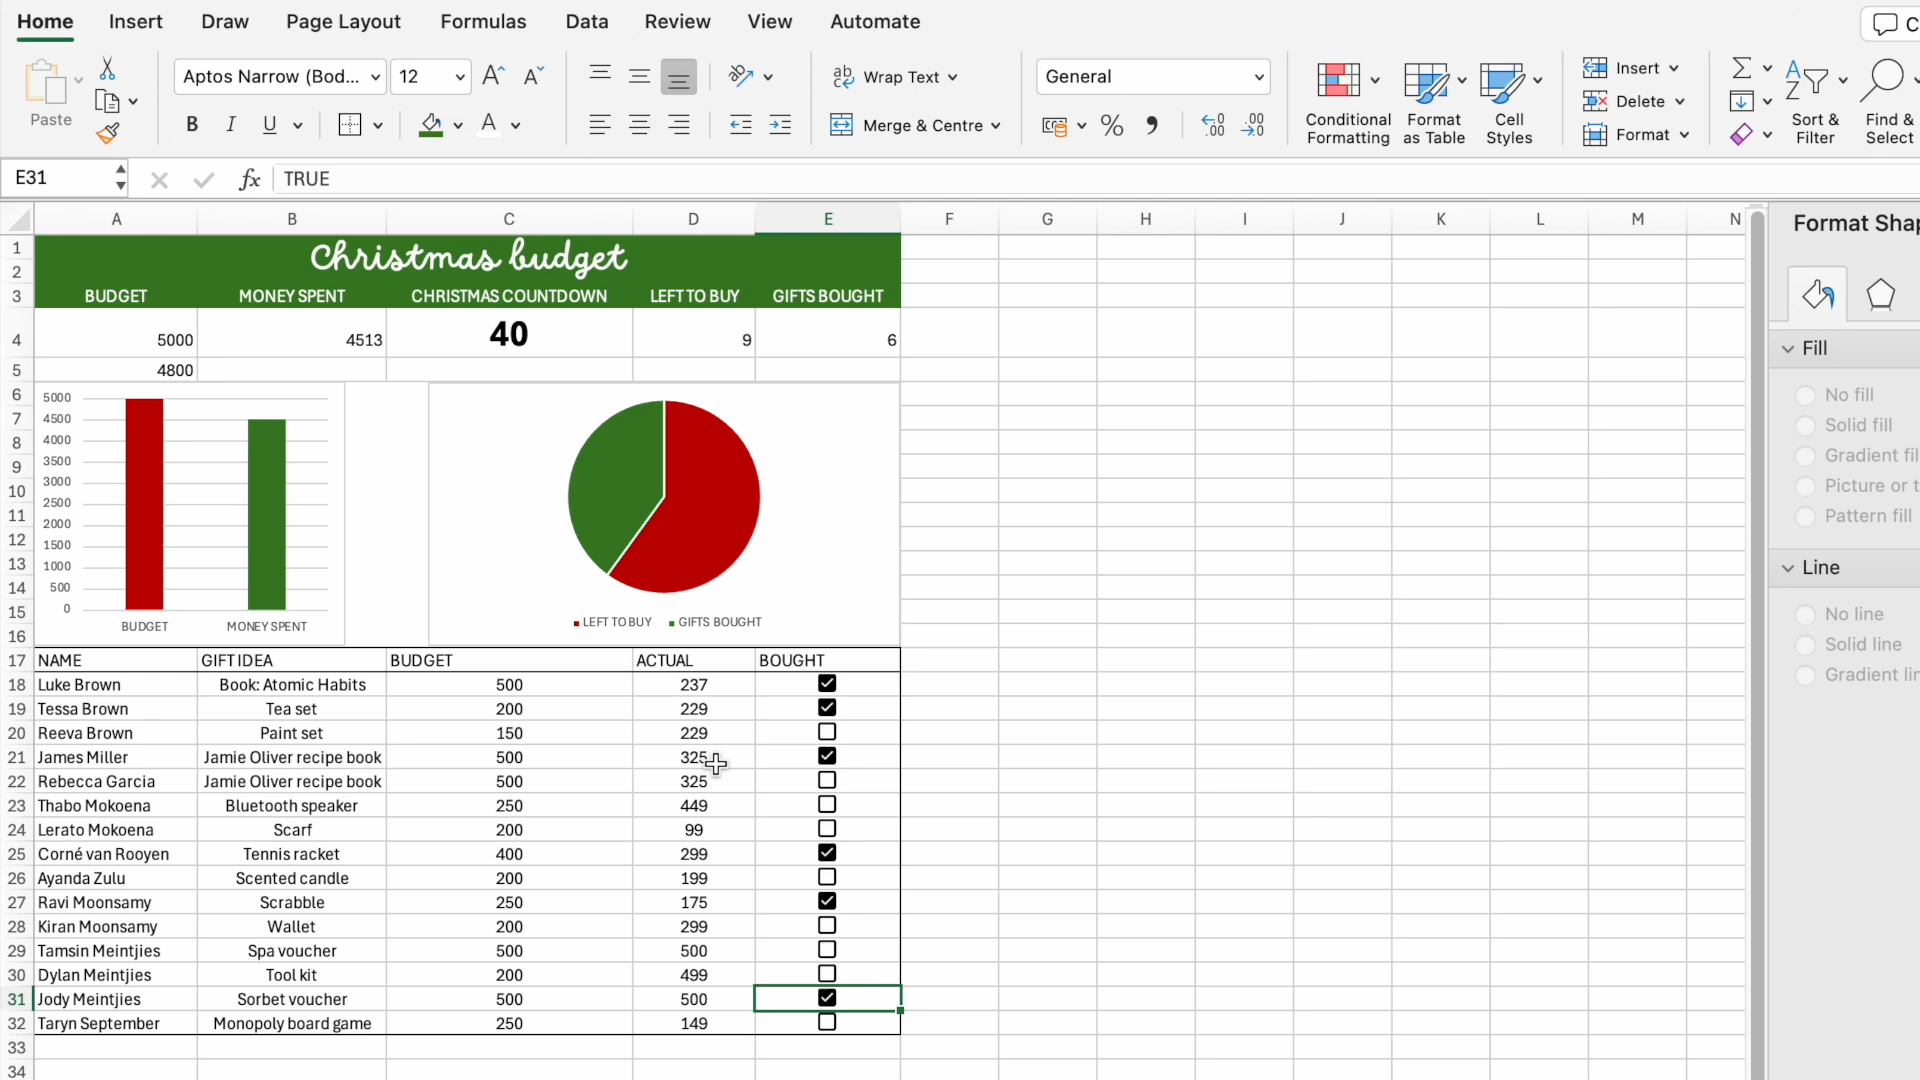 Home Insert Draw Page Layout Formulas Data Review View Automate C
Paste
Aptos Narrow (Bod... 12 A A
B I U A
ab Wrap Text
Merge & Centre
General
% .00 .00
Conditional Formatting
Format as Table
Cell Styles
Insert
Delete
Format
Sort & Filter
Find & Select
E31 fx TRUE
A B C D E F G H I J K L M N
1
2 Christmas budget
3 BUDGET MONEY SPENT CHRISTMAS COUNTDOWN LEFT TO BUY GIFTS BOUGHT
4 5000 4513 40 9 6
5 4800
6
7
8
9
10
11
12
13
14
15
16
5000
4500
4000
3500
3000
2500
2000
1500
1000
500
0
BUDGET MONEY SPENT
LEFT TO BUY GIFTS BOUGHT
17 NAME GIFT IDEA BUDGET ACTUAL BOUGHT
18 Luke Brown Book: Atomic Habits 500 237
19 Tessa Brown Tea set 200 229
20 Reeva Brown Paint set 150 229
21 James Miller Jamie Oliver recipe book 500 325
22 Rebecca Garcia Jamie Oliver recipe book 500 325
23 Thabo Mokoena Bluetooth speaker 250 449
24 Lerato Mokoena Scarf 200 99
25 Corné van Rooyen Tennis racket 400 299
26 Ayanda Zulu Scented candle 200 199
27 Ravi Moonsamy Scrabble 250 175
28 Kiran Moonsamy Wallet 200 299
29 Tamsin Meintjies Spa voucher 500 500
30 Dylan Meintjies Tool kit 200 499
31 Jody Meintjies Sorbet voucher 500 500
32 Taryn September Monopoly board game 250 149
33
34
Format Shap
Fill
No fill
Solid fill
Gradient fil
Picture or t
Pattern fill
Line
No line
Solid line
Gradient lin